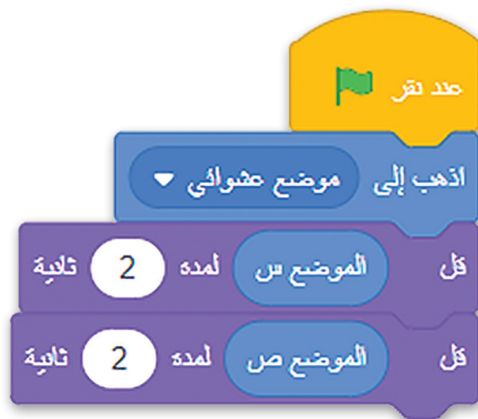 عند نقر
اذهب إلى موضع عشوائي
قل الموضع س لمدة 2 ثانية
قل الموضع ص لمدة 2 ثانية